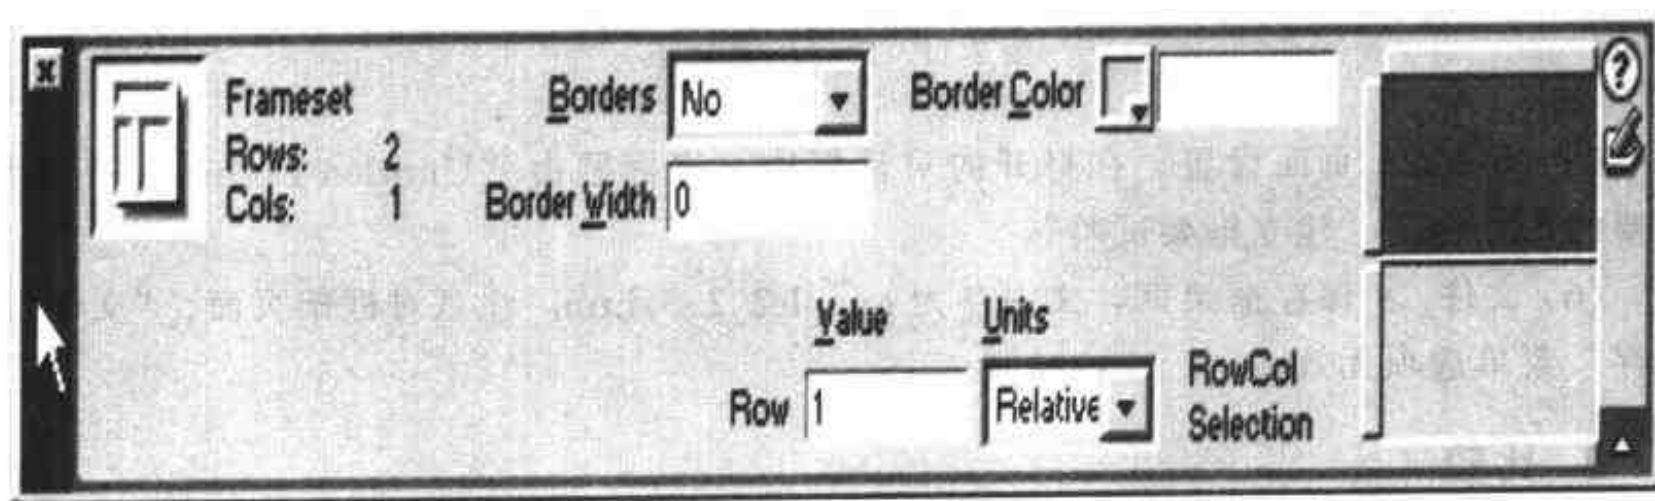 Frameset
Rows: 2
Cols: 1
Borders No
Border Width 0
Border Color
Value Units
Row 1 Relative
RowCol
Selection
?
x